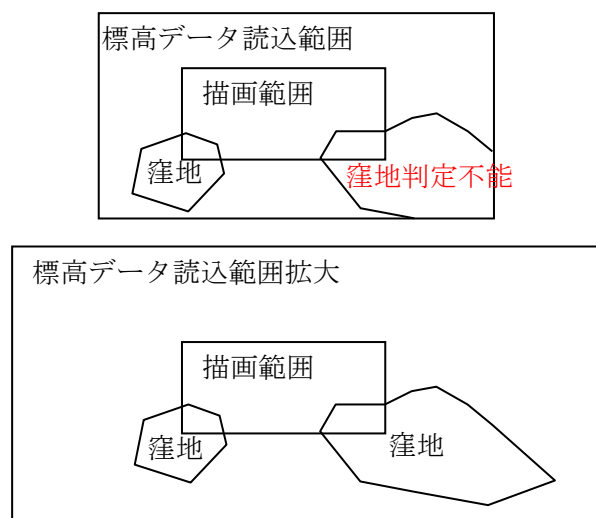 標高データ読込範囲
描画範囲
窪地
窪地判定不能
標高データ読込範囲拡大
描画範囲
窪地
窪地